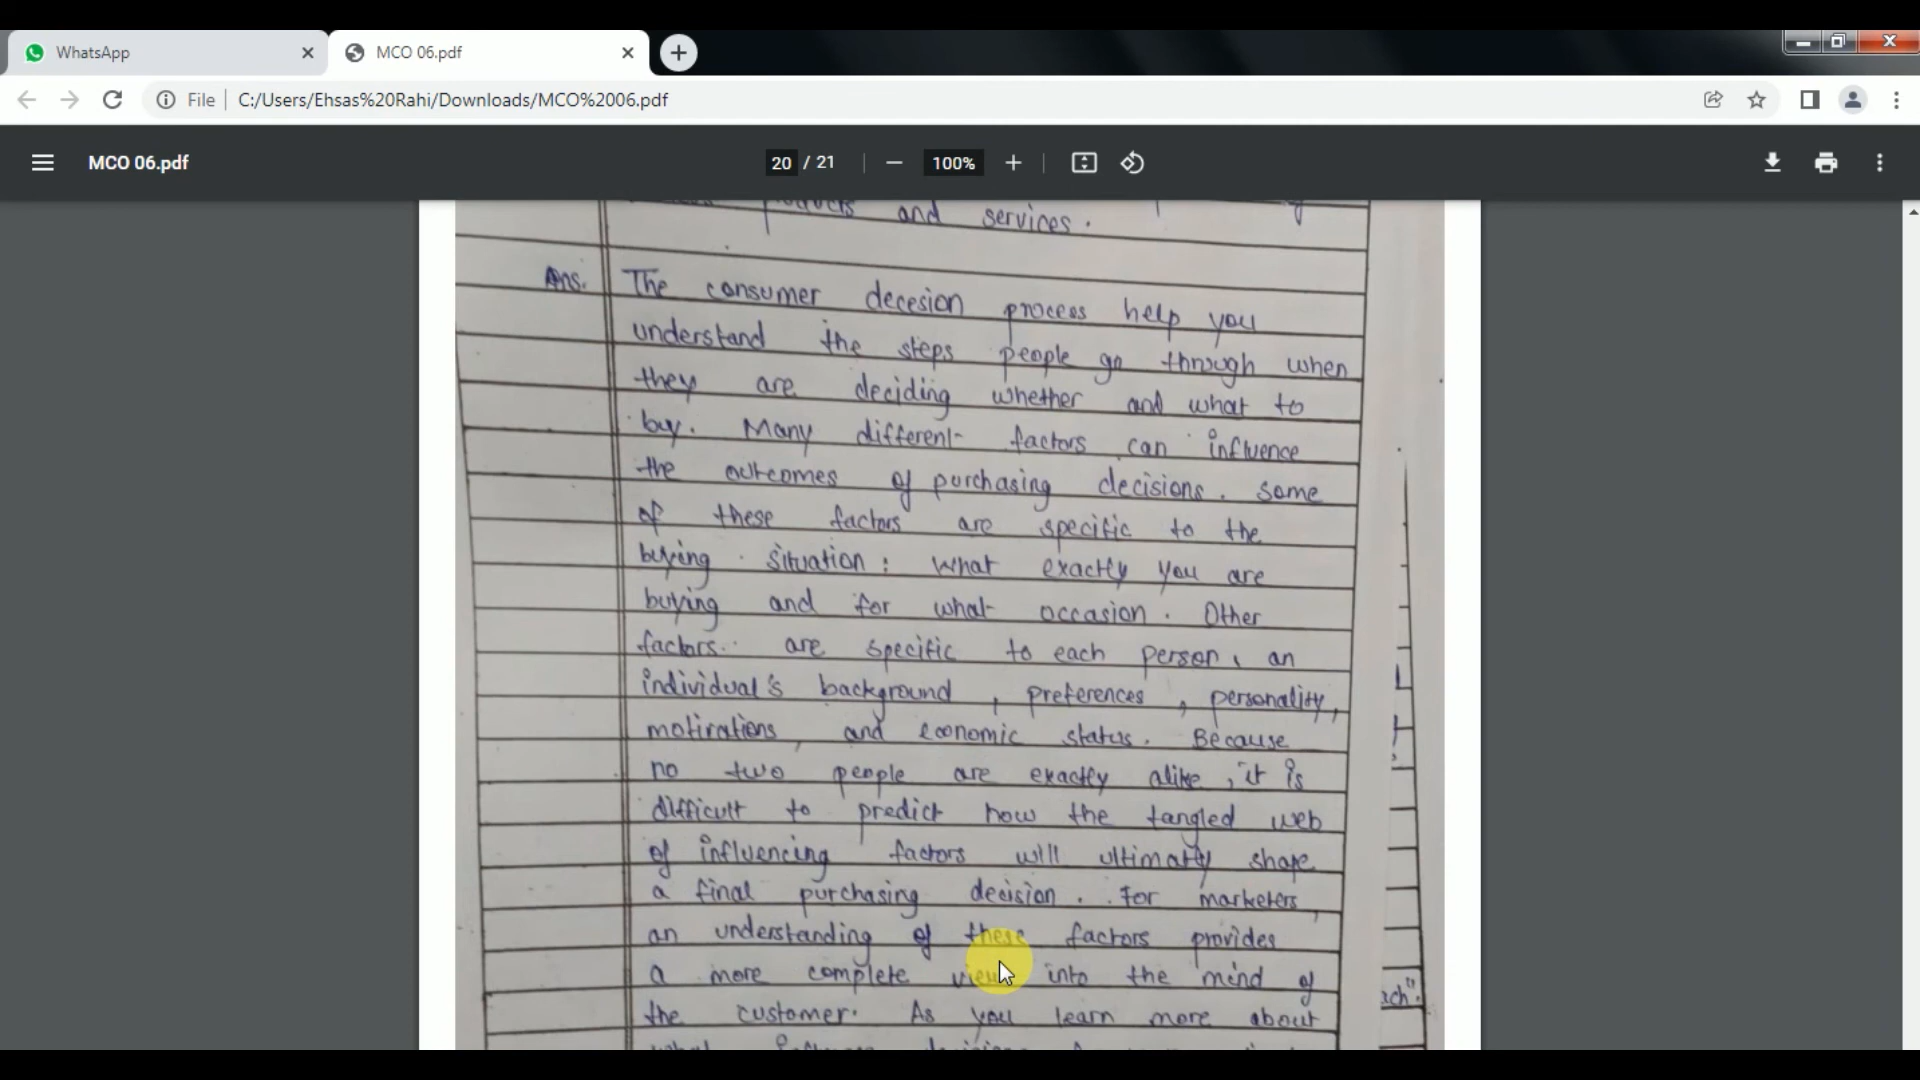 WhatsApp
MCO 06.pdf
File
C:/Users/Ehsas%20Rahi/Downloads/MCO%2006.pdf
MCO 06.pdf
20 / 21
100%
products and services.
Ans. The consumer decesion process help you
understand the steps people go through when
they are deciding whether and what to
buy. Many different factors can influence
the outcomes of purchasing decisions. Some
of these factors are specific to the
buying situation: what exactly you are
buying and for what occasion. Other
factors are specific to each person, an
individual's background, preferences, personality,
motirations, and economic status. Because
no two people are exactly alike, it is
difficult to predict how the tangled web
of influencing factors will ultimatly shape
a final purchasing decision. For marketers,
an understanding of these factors provides
a more complete view into the mind of
the customer. As you learn more about
ach"